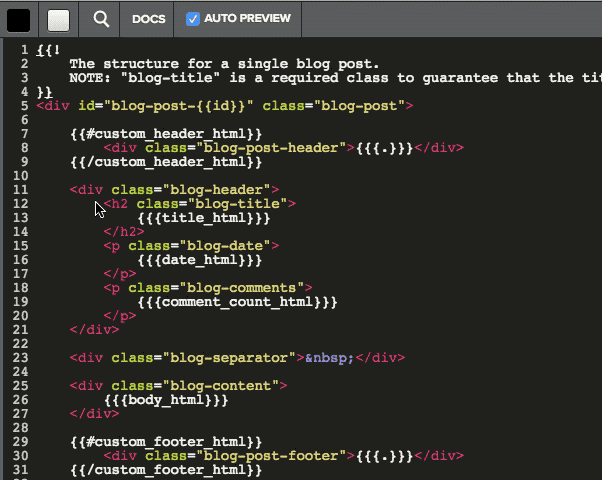 DOCS AUTO PREVIEW
1 {{!
2 The structure for a single blog post.
3 NOTE: "blog-title" is a required class to guarantee that the
4 }}
5 <div id="blog-post-{{id}}" class="blog-post">
6
7 {{#custom_header_html}}
8 <div class="blog-post-header">{{{.}}}</div>
9 {{/custom_header_html}}
10
11 <div class="blog-header">
12 <h2 class="blog-title">
13 {{{title_html}}}
14 </h2>
15 <p class="blog-date">
16 {{{date_html}}}
17 </p>
18 <p class="blog-comments">
19 {{{comment_count_html}}}
20 </p>
21 </div>
22
23 <div class="blog-separator">&nbsp;</div>
24
25 <div class="blog-content">
26 {{{body_html}}}
27 </div>
28
29 {{#custom_footer_html}}
30 <div class="blog-post-footer">{{{.}}}</div>
31 {{/custom_footer_html}}